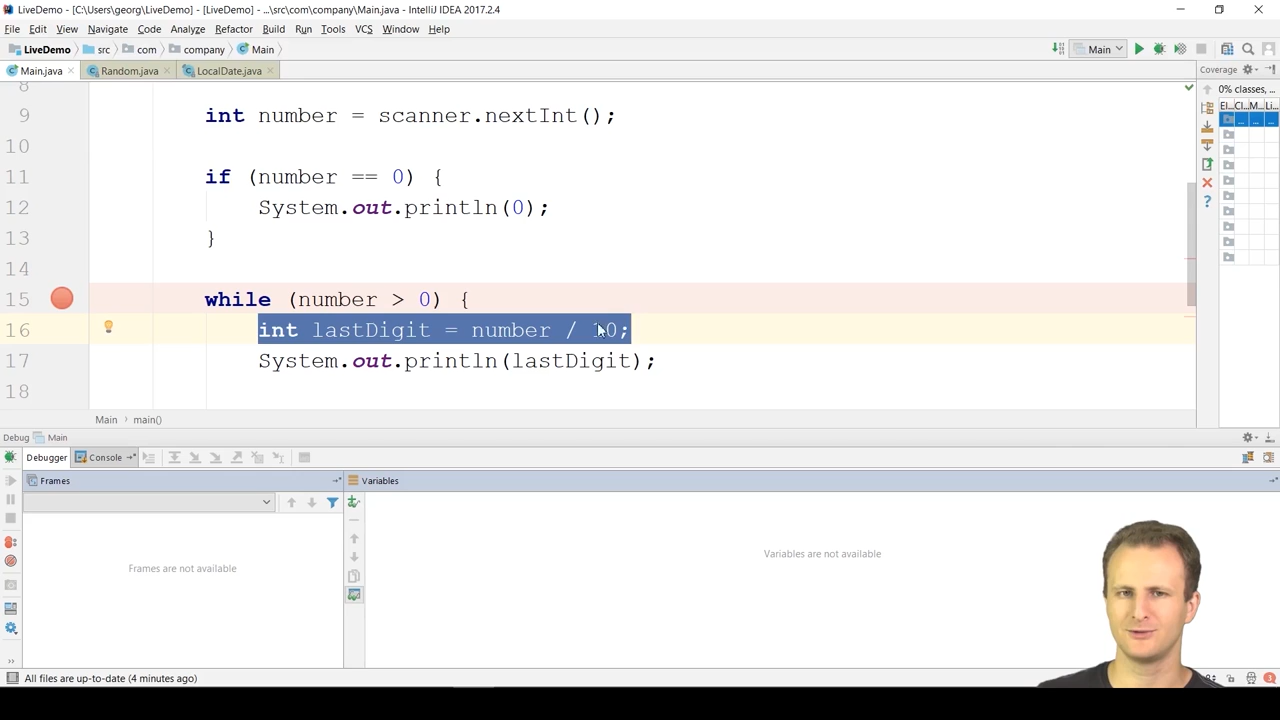 LiveDemo - [C:\Users\georg\LiveDemo] - [LiveDemo] - ...\src\com\company\Main.java - IntelliJ IDEA 2017.2.4
File Edit View Navigate Code Analyze Refactor Build Run Tools VCS Window Help
LiveDemo src com company Main Main
Main.java Random.java LocalDate.java Coverage
0% classes, ...
El... Cl... M... Li...
8
9 int number = scanner.nextInt();
10
11 if (number == 0) {
12 System.out.println(0);
13 }
14
15 while (number > 0) {
16 int lastDigit = number / 10;
17 System.out.println(lastDigit);
18
Main main()
Debug Main
Debugger Console
Frames Variables
Frames are not available
Variables are not available
All files are up-to-date (4 minutes ago)
3